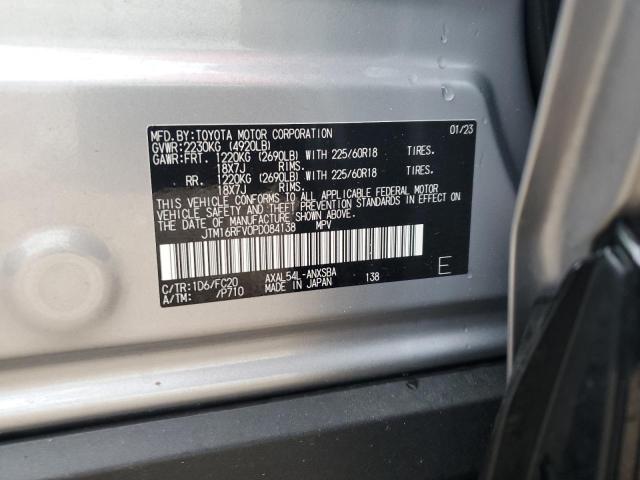 MFD. BY: TOYOTA MOTOR CORPORATION 01/23
GVWR: 2230KG (4920LB)
GAWR: FRT. 1220KG (2690LB) WITH 225/60R18 TIRES.
18X7J RIMS.
RR. 1220KG (2690LB) WITH 225/60R18 TIRES.
18X7J RIMS.
THIS VEHICLE CONFORMS TO ALL APPLICABLE FEDERAL MOTOR
VEHICLE SAFETY AND THEFT PREVENTION STANDARDS IN EFFECT ON
THE DATE OF MANUFACTURE SHOWN ABOVE.
JTM16RFV0PD084138 MPV
C/TR: 1D6/FC20 AXAL54L-ANXSBA 138 E
A/TM: /P710 MADE IN JAPAN